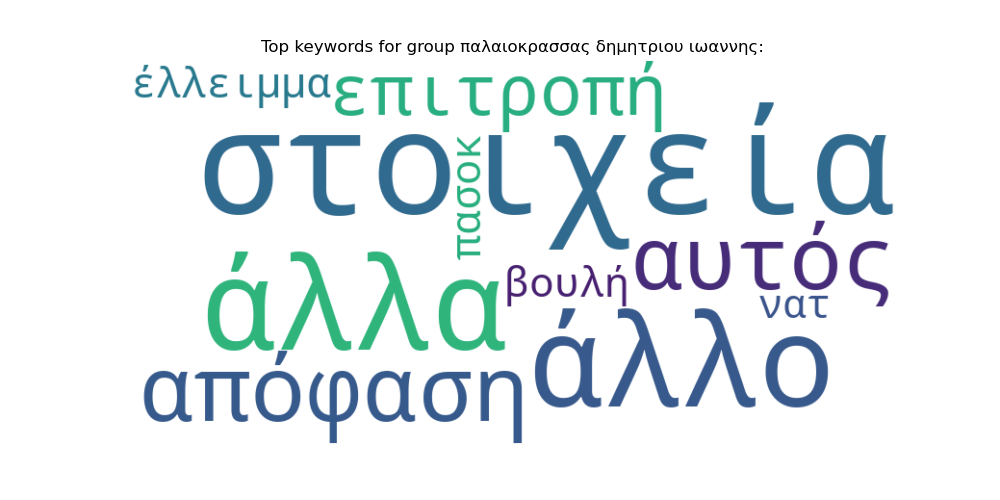 Top keywords for group παλαιοκρασσας δημητριου ιωαννης:
έλλειμμα
επιτροπή
στοιχεία
πασοκ
αυτός
άλλα
βουλή
νατ
άλλο
απόφαση